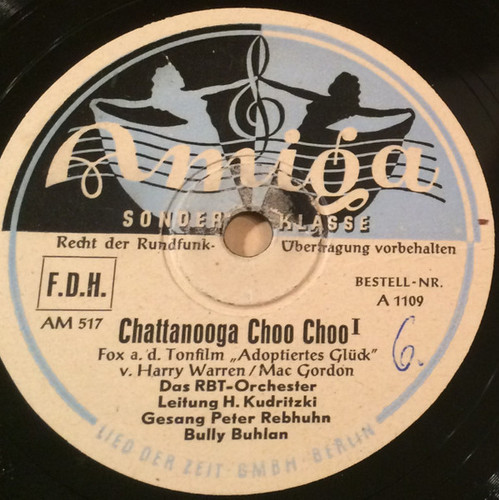 Amiga
SONDER KLASSE
Recht der Rundfunk- Übertragung vorbehalten
F.D.H.
BESTELL-NR.
A 1109
AM 517
Chattanooga Choo Choo I
Fox a. d. Tonfilm „Adoptiertes Glück"
v. Harry Warren / Mac Gordon
Das RBT-Orchester
Leitung H. Kudritzki
Gesang Peter Rebhuhn
Bully Buhlan
6.
LIED DER ZEIT · GMBH · BERLIN